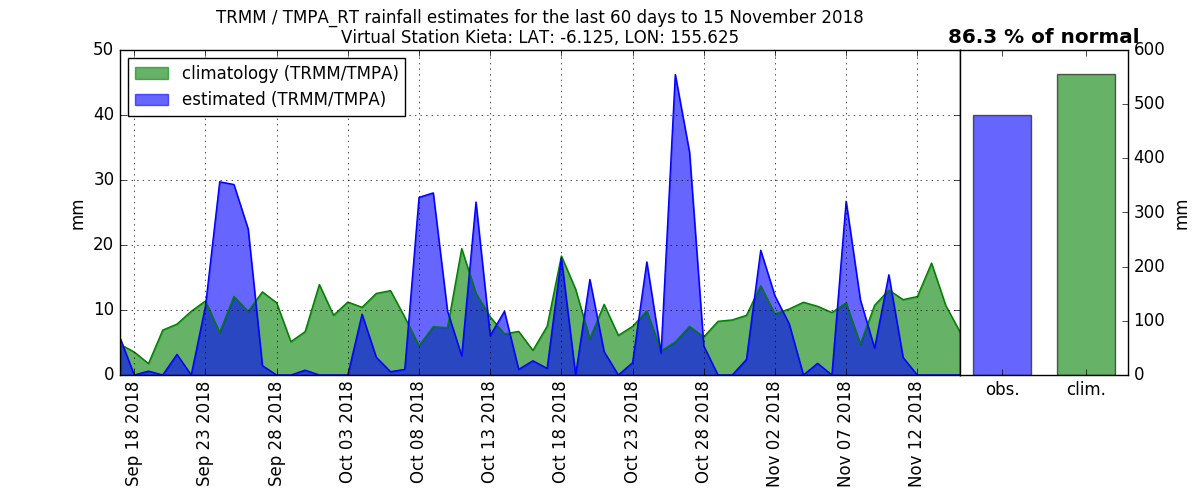 TRMM / TMPA_RT rainfall estimates for the last 60 days to 15 November 2018
Virtual Station Kieta: LAT: -6.125, LON: 155.625
86.3 % of normal
climatology (TRMM/TMPA)
estimated (TRMM/TMPA)
50
40
30
20
10
0
mm
600
500
400
300
200
100
0
mm
obs.
clim.
Sep 18 2018
Sep 23 2018
Sep 28 2018
Oct 03 2018
Oct 08 2018
Oct 13 2018
Oct 18 2018
Oct 23 2018
Oct 28 2018
Nov 02 2018
Nov 07 2018
Nov 12 2018